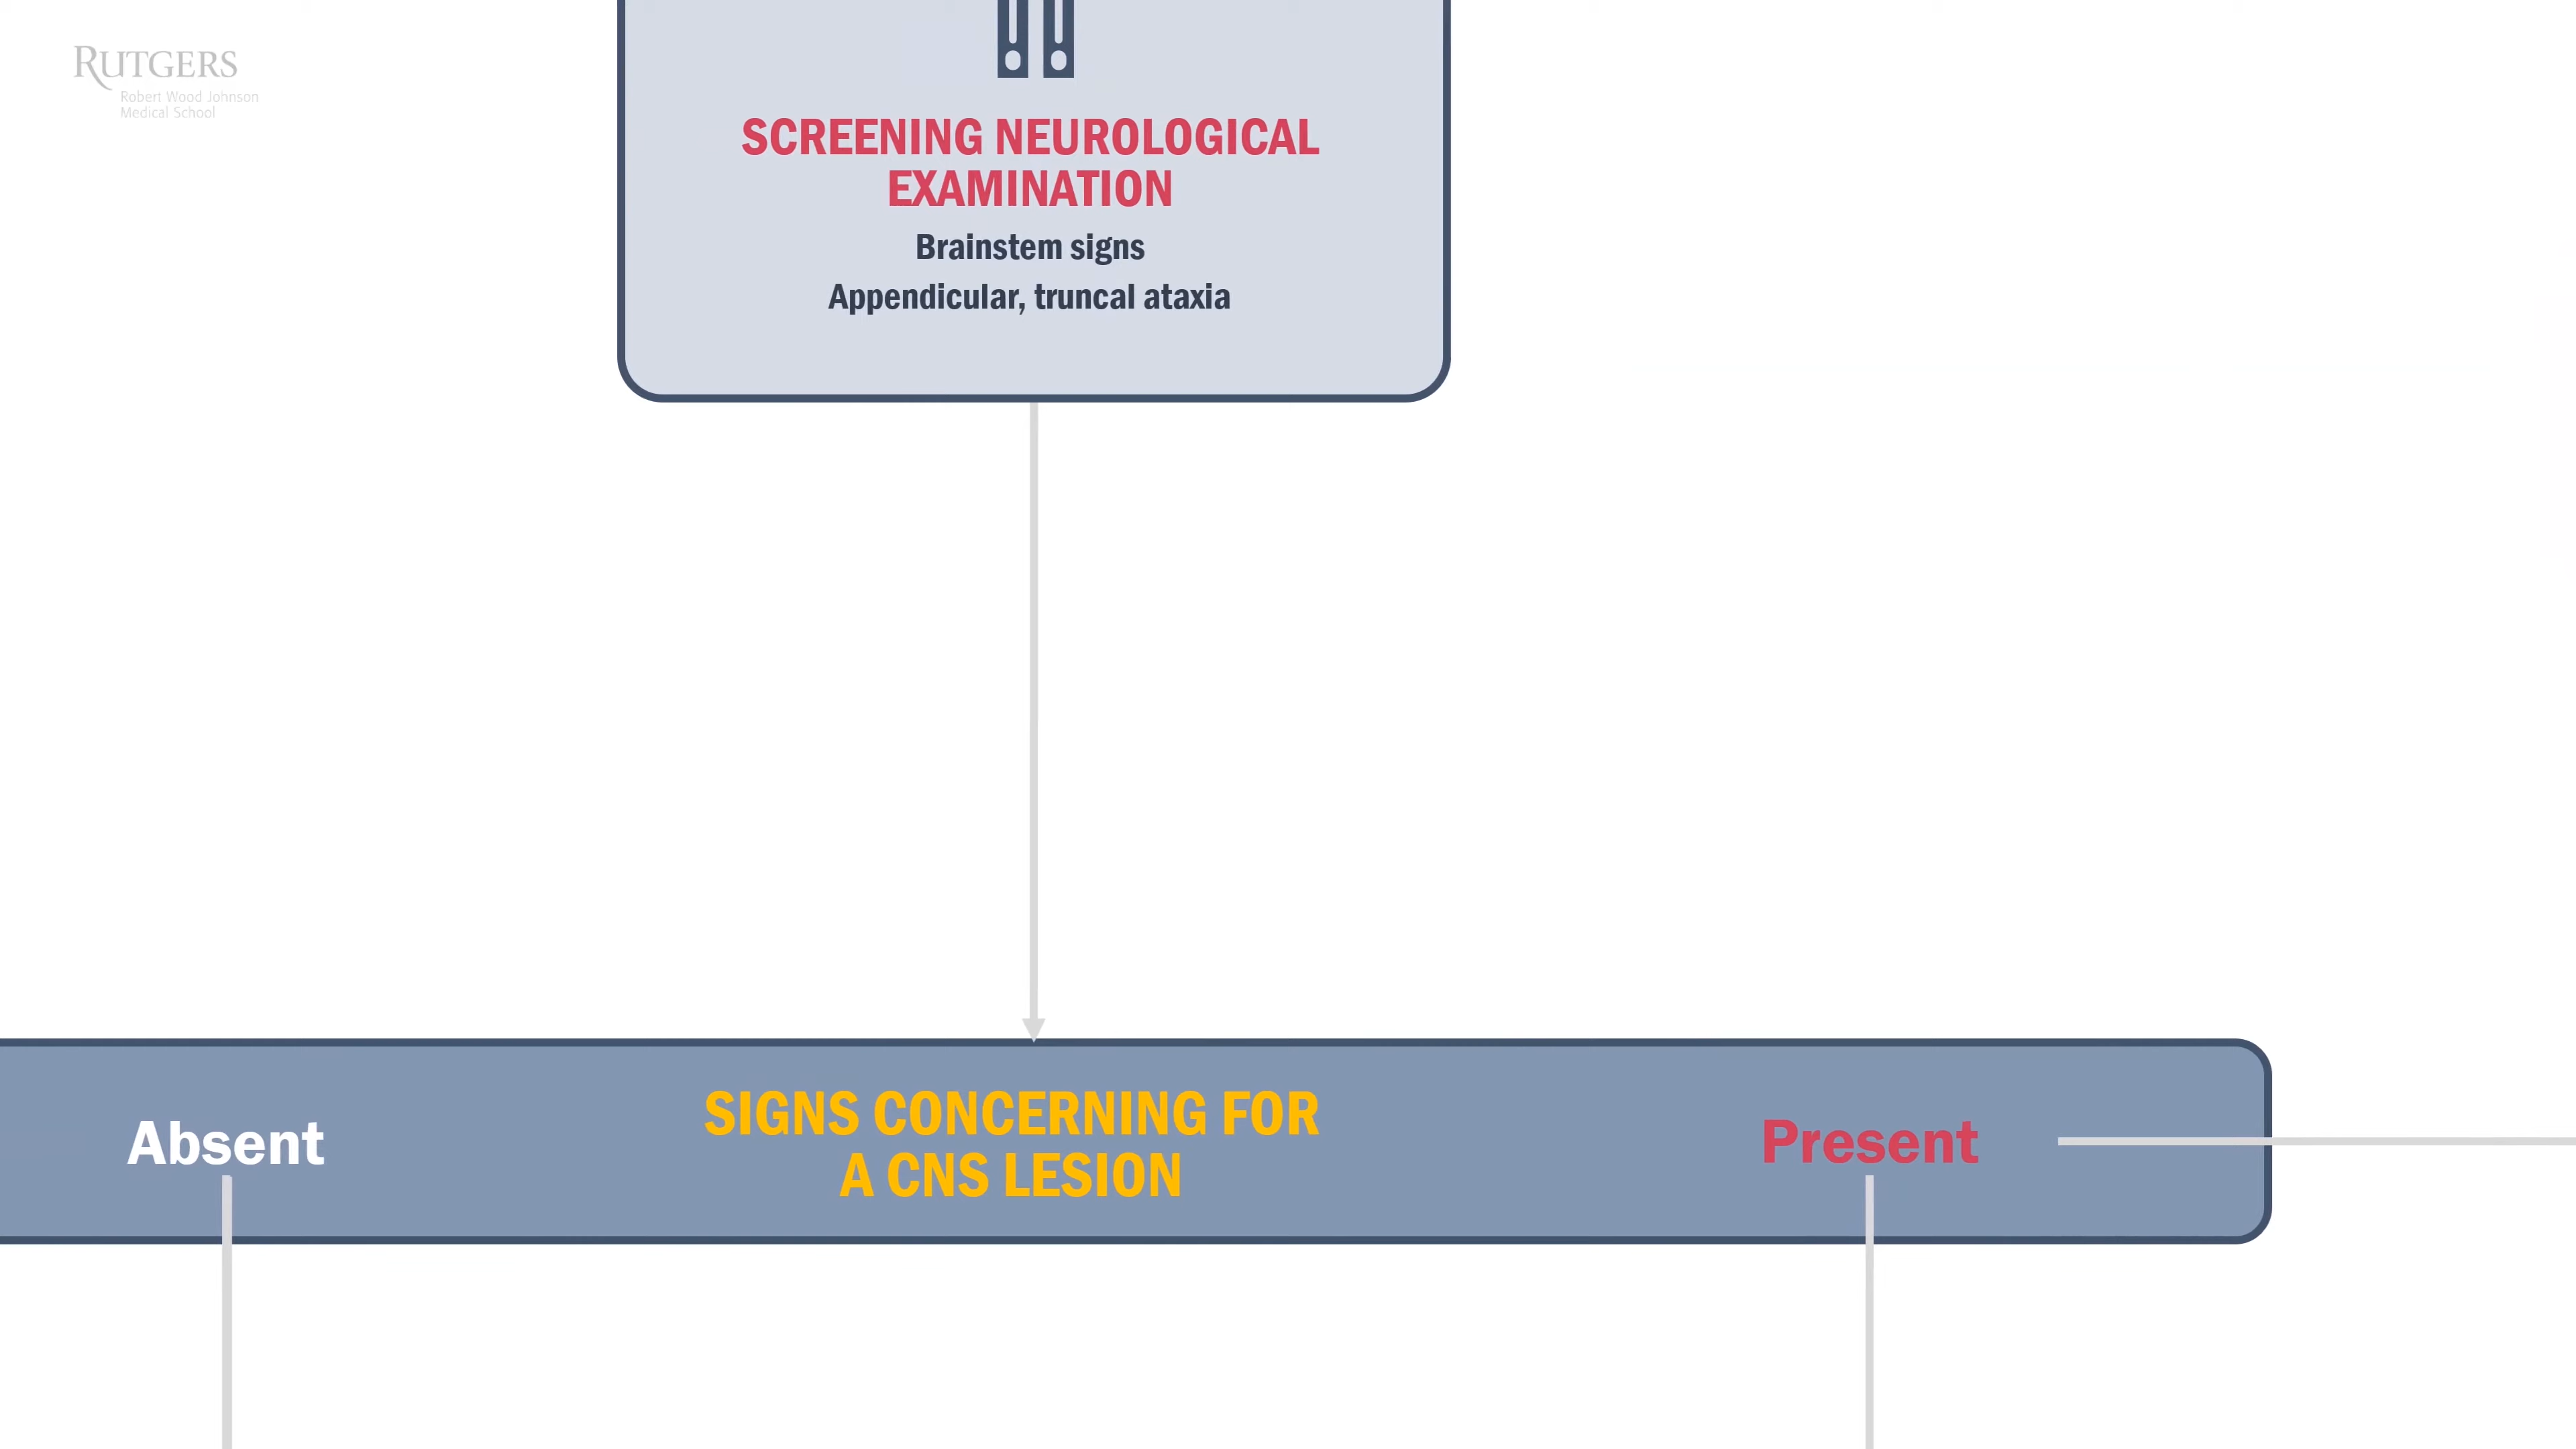 RUTGERS
Robert Wood Johnson
Medical School
SCREENING NEUROLOGICAL
EXAMINATION
Brainstem signs
Appendicular, truncal ataxia
Absent
SIGNS CONCERNING FOR
A CNS LESION
Present